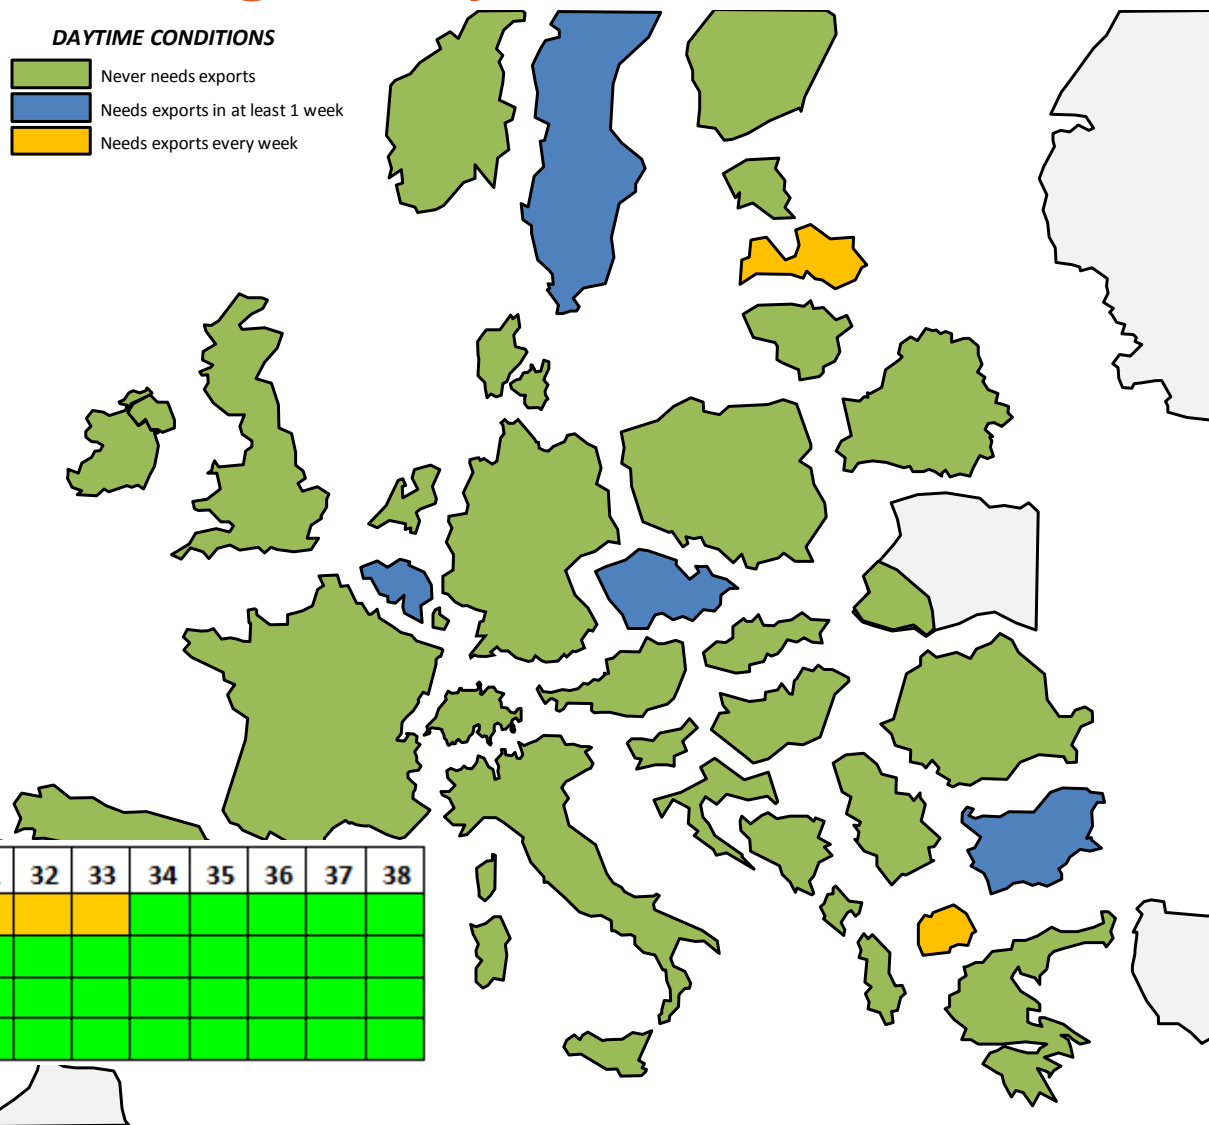 DAYTIME CONDITIONS
Never needs exports
Needs exports in at least 1 week
Needs exports every week
32 33 34 35 36 37 38